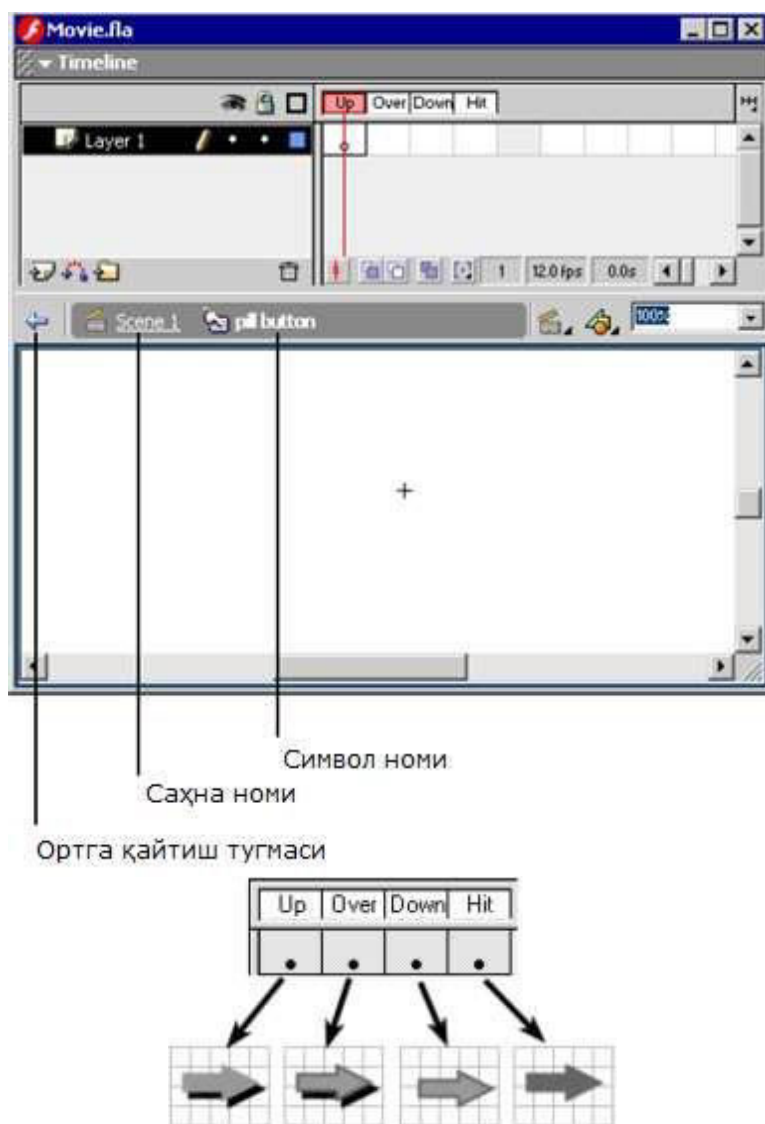 Movie.fla
Timeline
Up Over Down Hit
Layer 1
1 12.0 fps 0.0s
Scene 1 pill button 100%
Символ номи
Саҳна номи
Ортга қайтиш тугмаси
Up Over Down Hit